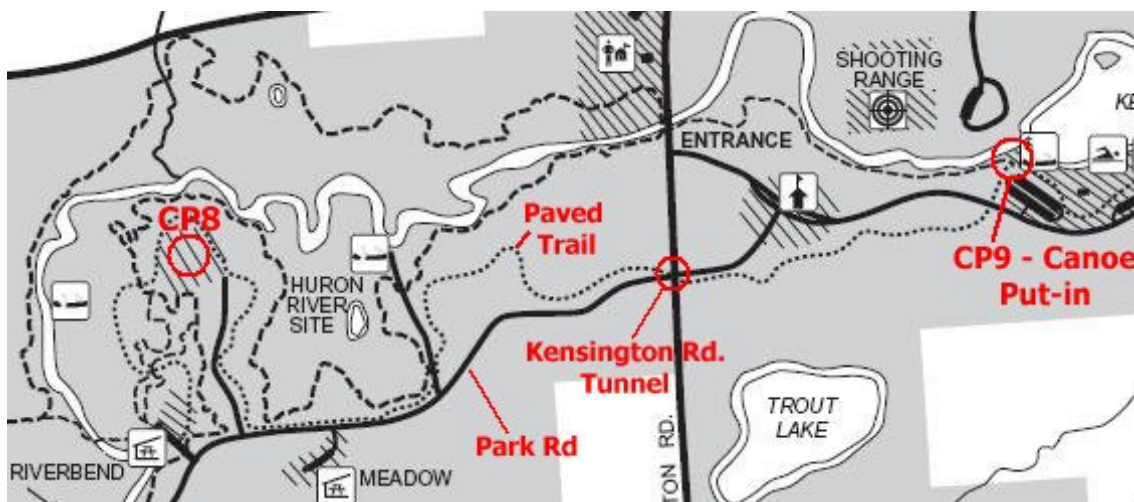 SHOOTING
RANGE
ENTRANCE
KE
CP8
Paved
Trail
HURON
RIVER
SITE
CP9 - Canoe
Put-in
Kensington Rd.
Tunnel
TROUT
LAKE
Park Rd
RIVERBEND
MEADOW
TON RD.